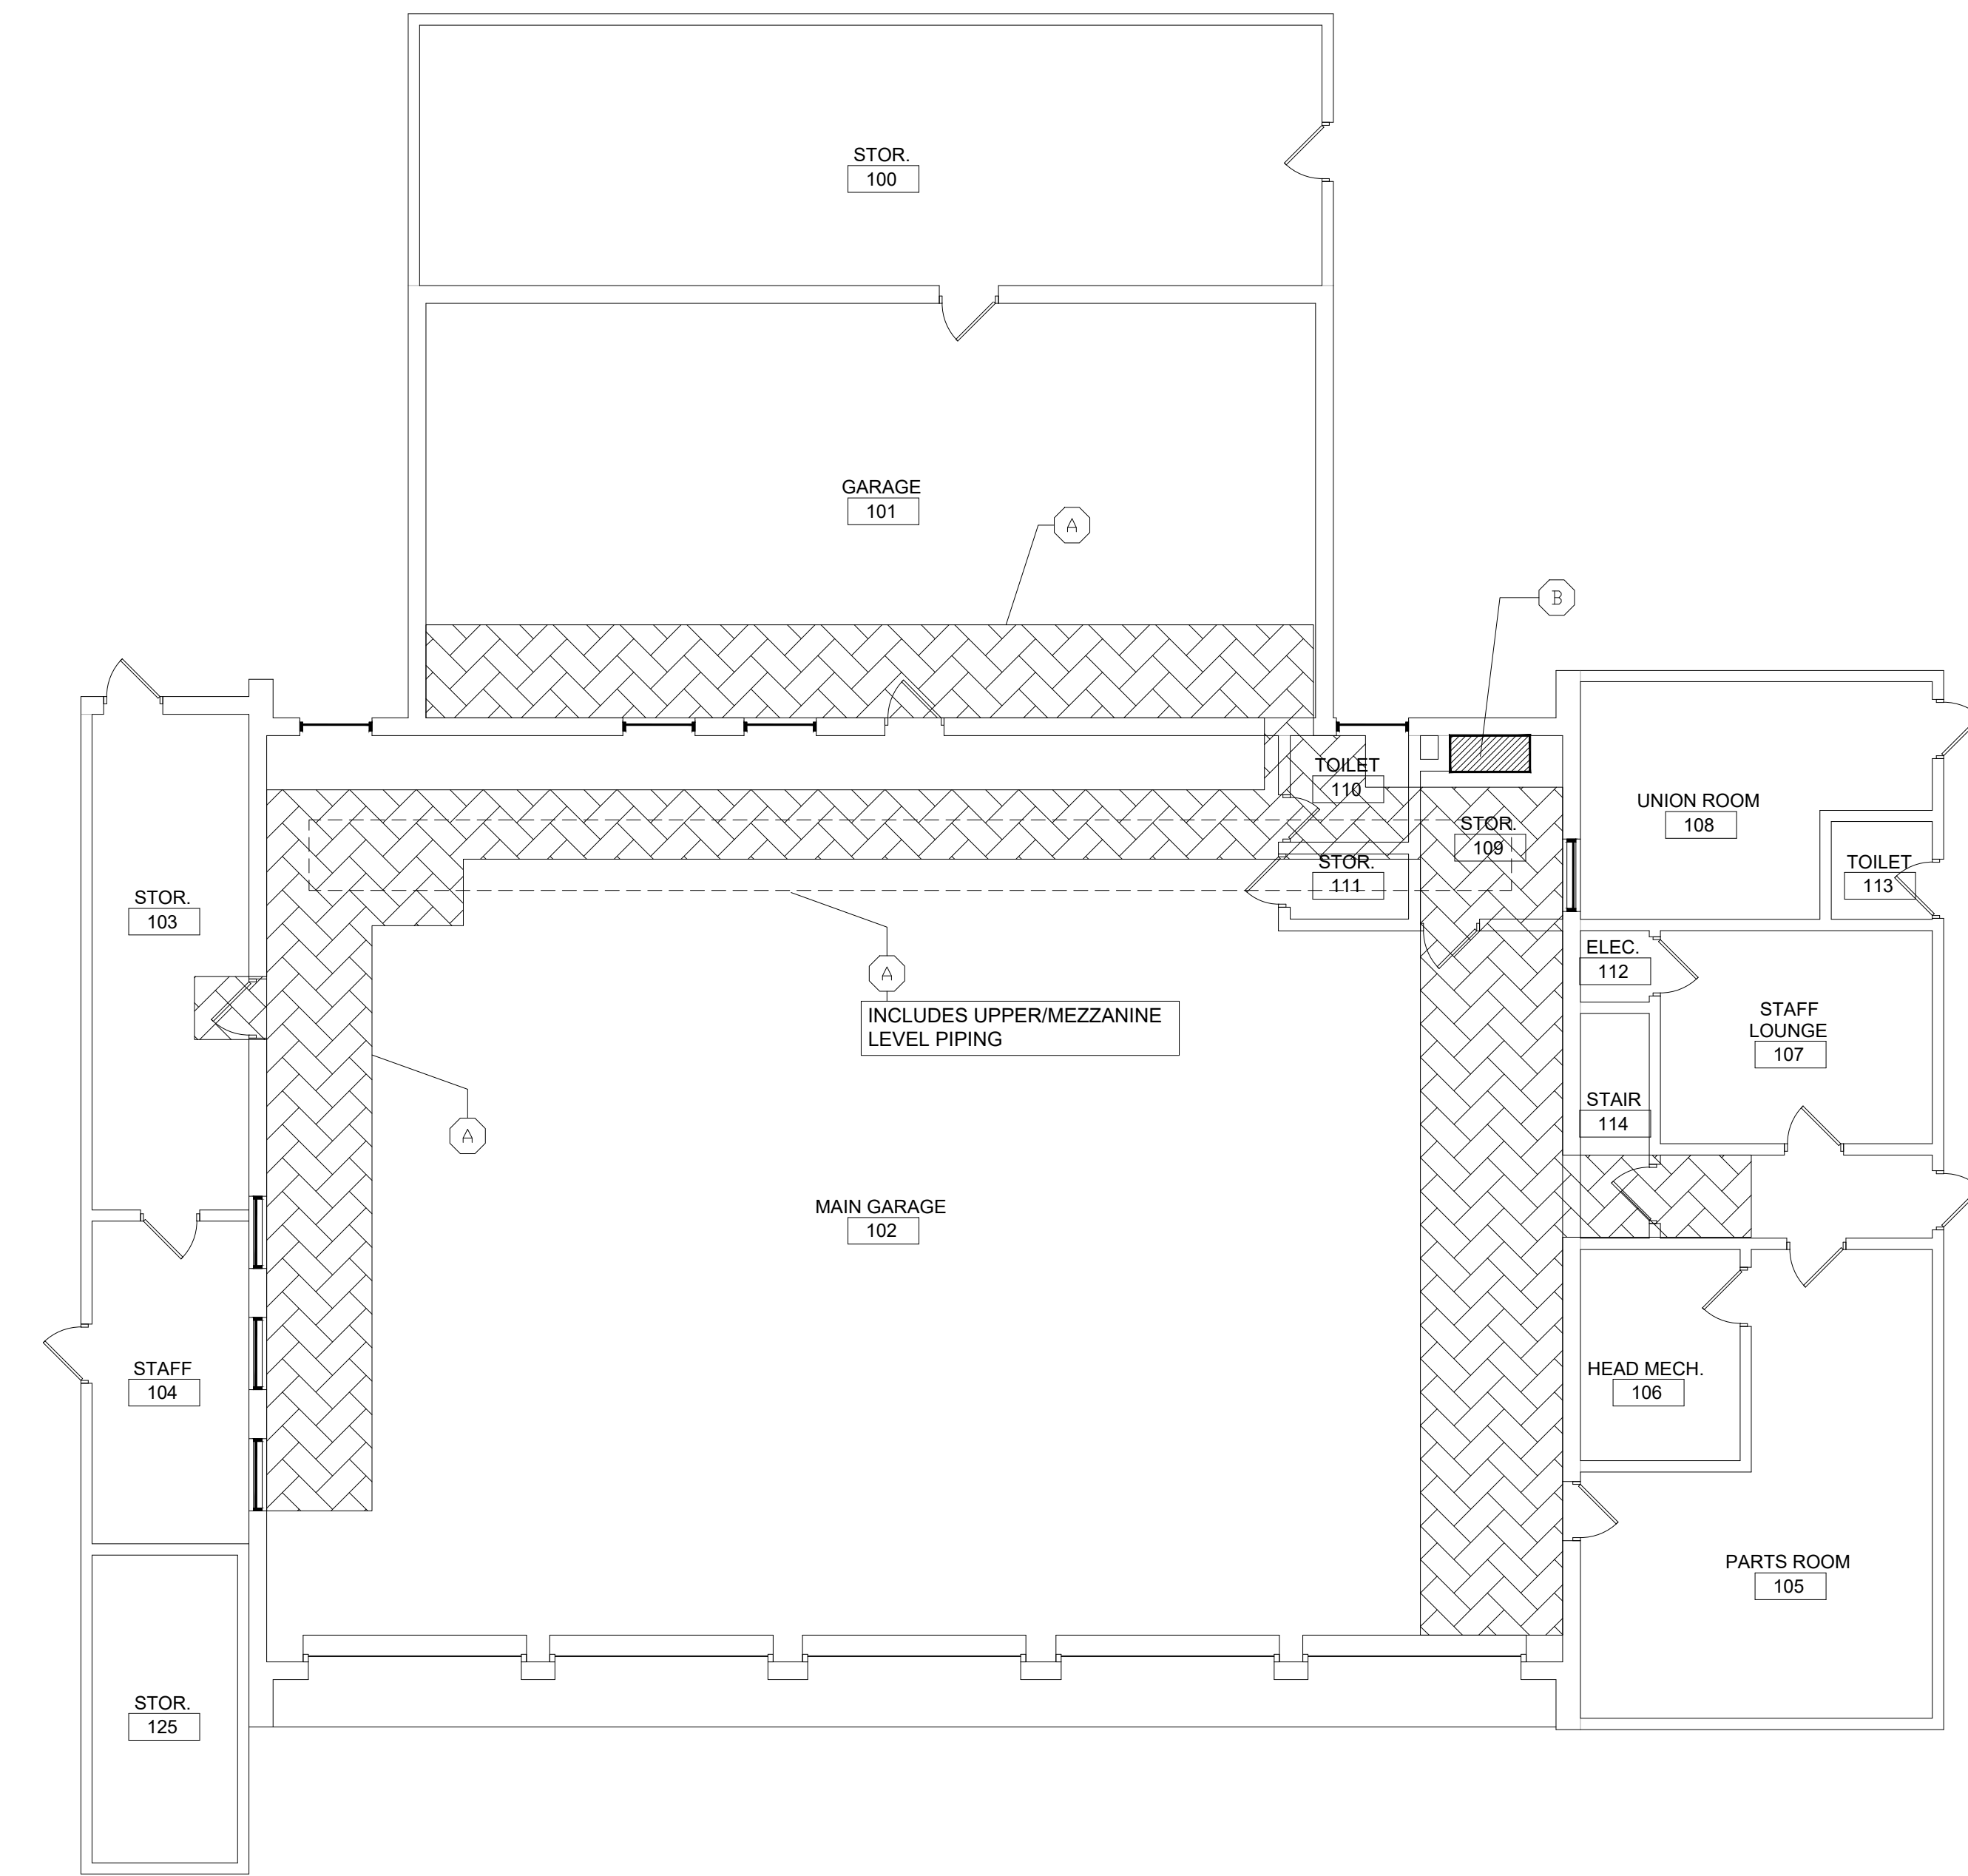 STOR.
100
GARAGE
101
A
B
TOILET
110
UNION ROOM
108
STOR.
109
STOR.
111
TOILET
113
STOR.
103
ELEC.
112
A
INCLUDES UPPER/MEZZANINE
LEVEL PIPING
STAFF
LOUNGE
107
A
STAIR
114
MAIN GARAGE
102
STAFF
104
HEAD MECH.
106
PARTS ROOM
105
STOR.
125